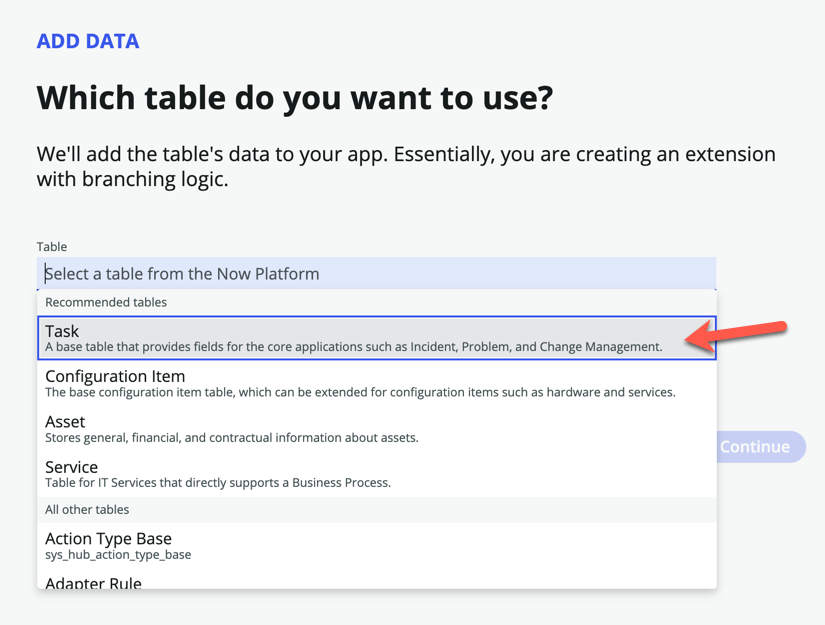 ADD DATA
Which table do you want to use?
We'll add the table's data to your app. Essentially, you are creating an extension
with branching logic.
Table
Select a table from the Now Platform
Recommended tables
Task
A base table that provides fields for the core applications such as Incident, Problem, and Change Management.
Configuration Item
The base configuration item table, which can be extended for configuration items such as hardware and services.
Asset
Stores general, financial, and contractual information about assets.
Service
Table for IT Services that directly supports a Business Process.
Continue
All other tables
Action Type Base
sys_hub_action_type_base
Adapter Rule